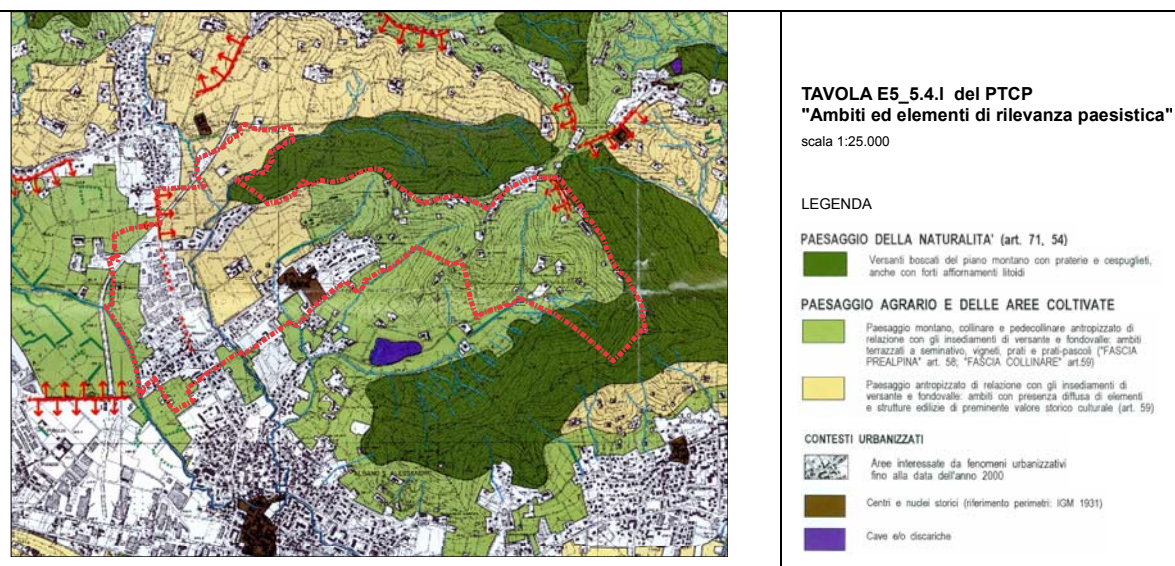 TAVOLA E5_5.4.I del PTCP
"Ambiti ed elementi di rilevanza paesistica"
scala 1:25.000
LEGENDA
PAESAGGIO DELLA NATURALITA' (art. 71, 54)
Versanti boscati del piano montano con praterie e cespuglieti,
anche con forti affiornamenti litoidi
PAESAGGIO AGRARIO E DELLE AREE COLTIVATE
Paesaggio montano, collinare e pedecollinare antropizzato di
relazione con gli insediamenti di versante e fondovalle: ambiti
terrazzati a seminativo, vigneti, prati e prati-pascoli ("FASCIA
PREALPINA" art. 58; "FASCIA COLLINARE" art.59)
Paesaggio antropizzato di relazione con gli insediamenti di
versante e fondovalle: ambiti con presenza diffusa di elementi
e strutture edilizie di preminente valore storico culturale (art. 59)
CONTESTI URBANIZZATI
Aree interessate da fenomeni urbanizzativi
fino alla data dell'anno 2000
Centri e nuclei storici (riferimento perimetri: IGM 1931)
Cave e/o discariche
ALBANO S. ALESSANDRO